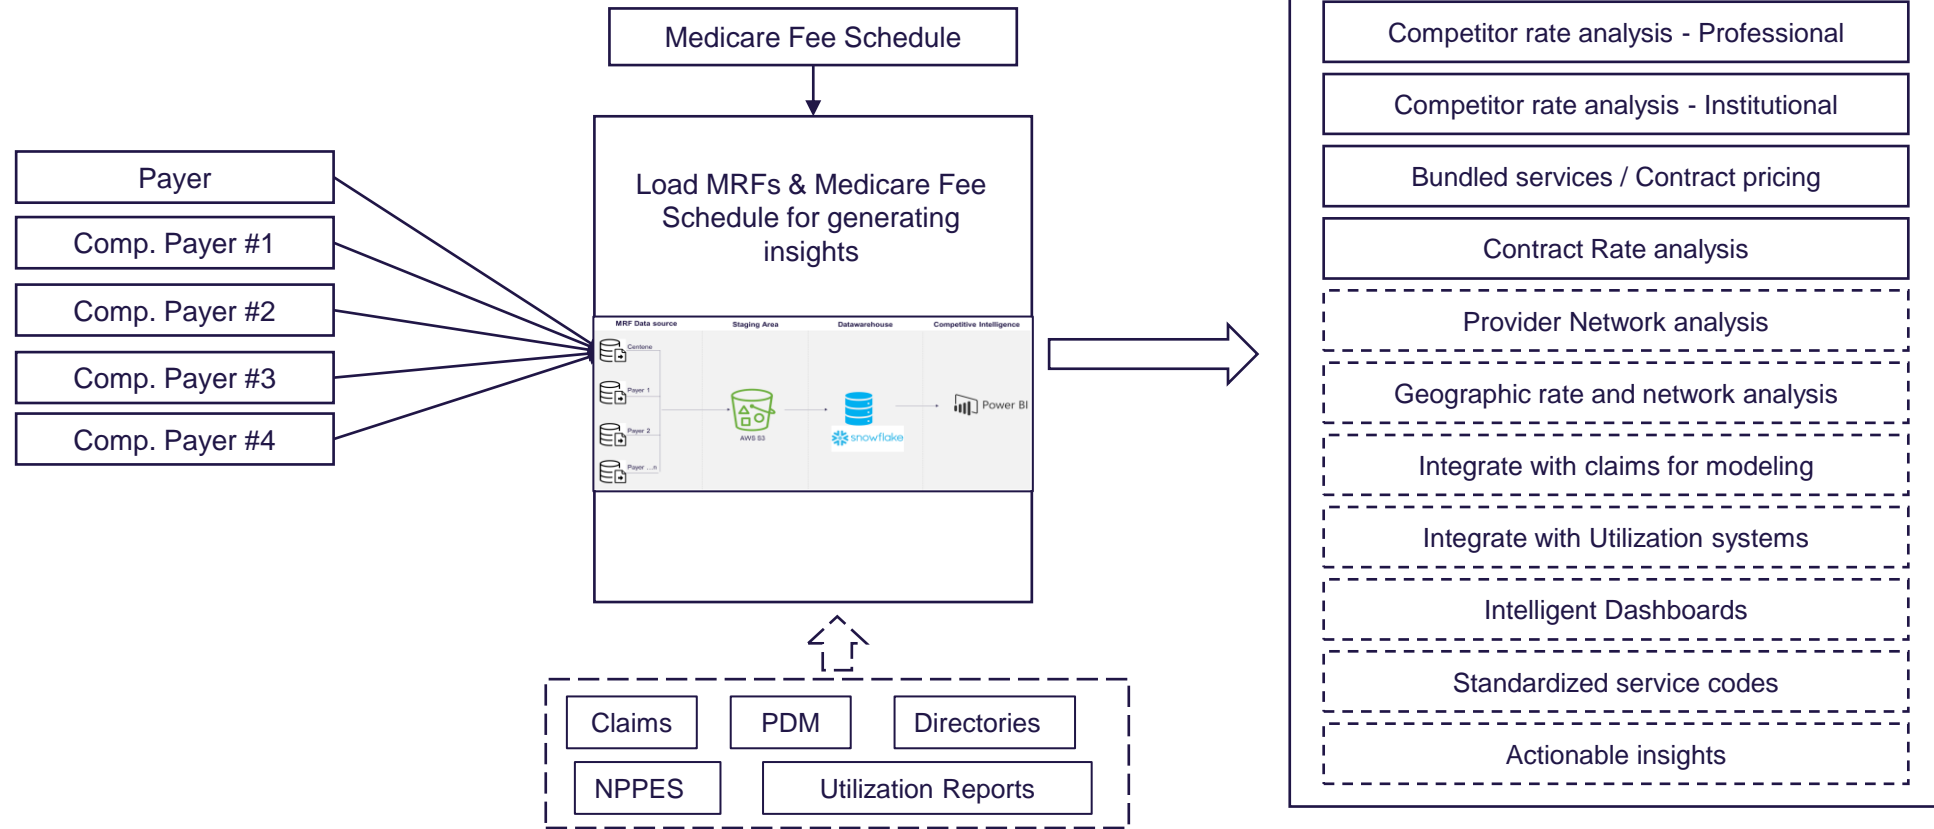 Medicare Fee Schedule
Payer
Comp. Payer #1
Comp. Payer #2
Comp. Payer #3
Comp. Payer #4
Load MRFs & Medicare Fee
Schedule for generating
insights
MRF Data source
Staging Area
Datawarehouse
Competitive Intelligence
Centene
Payer 1
Payer 2
Payer ...n
AWS S3
snowflake
Power BI
Claims
PDM
Directories
NPPES
Utilization Reports
Competitor rate analysis - Professional
Competitor rate analysis - Institutional
Bundled services / Contract pricing
Contract Rate analysis
Provider Network analysis
Geographic rate and network analysis
Integrate with claims for modeling
Integrate with Utilization systems
Intelligent Dashboards
Standardized service codes
Actionable insights